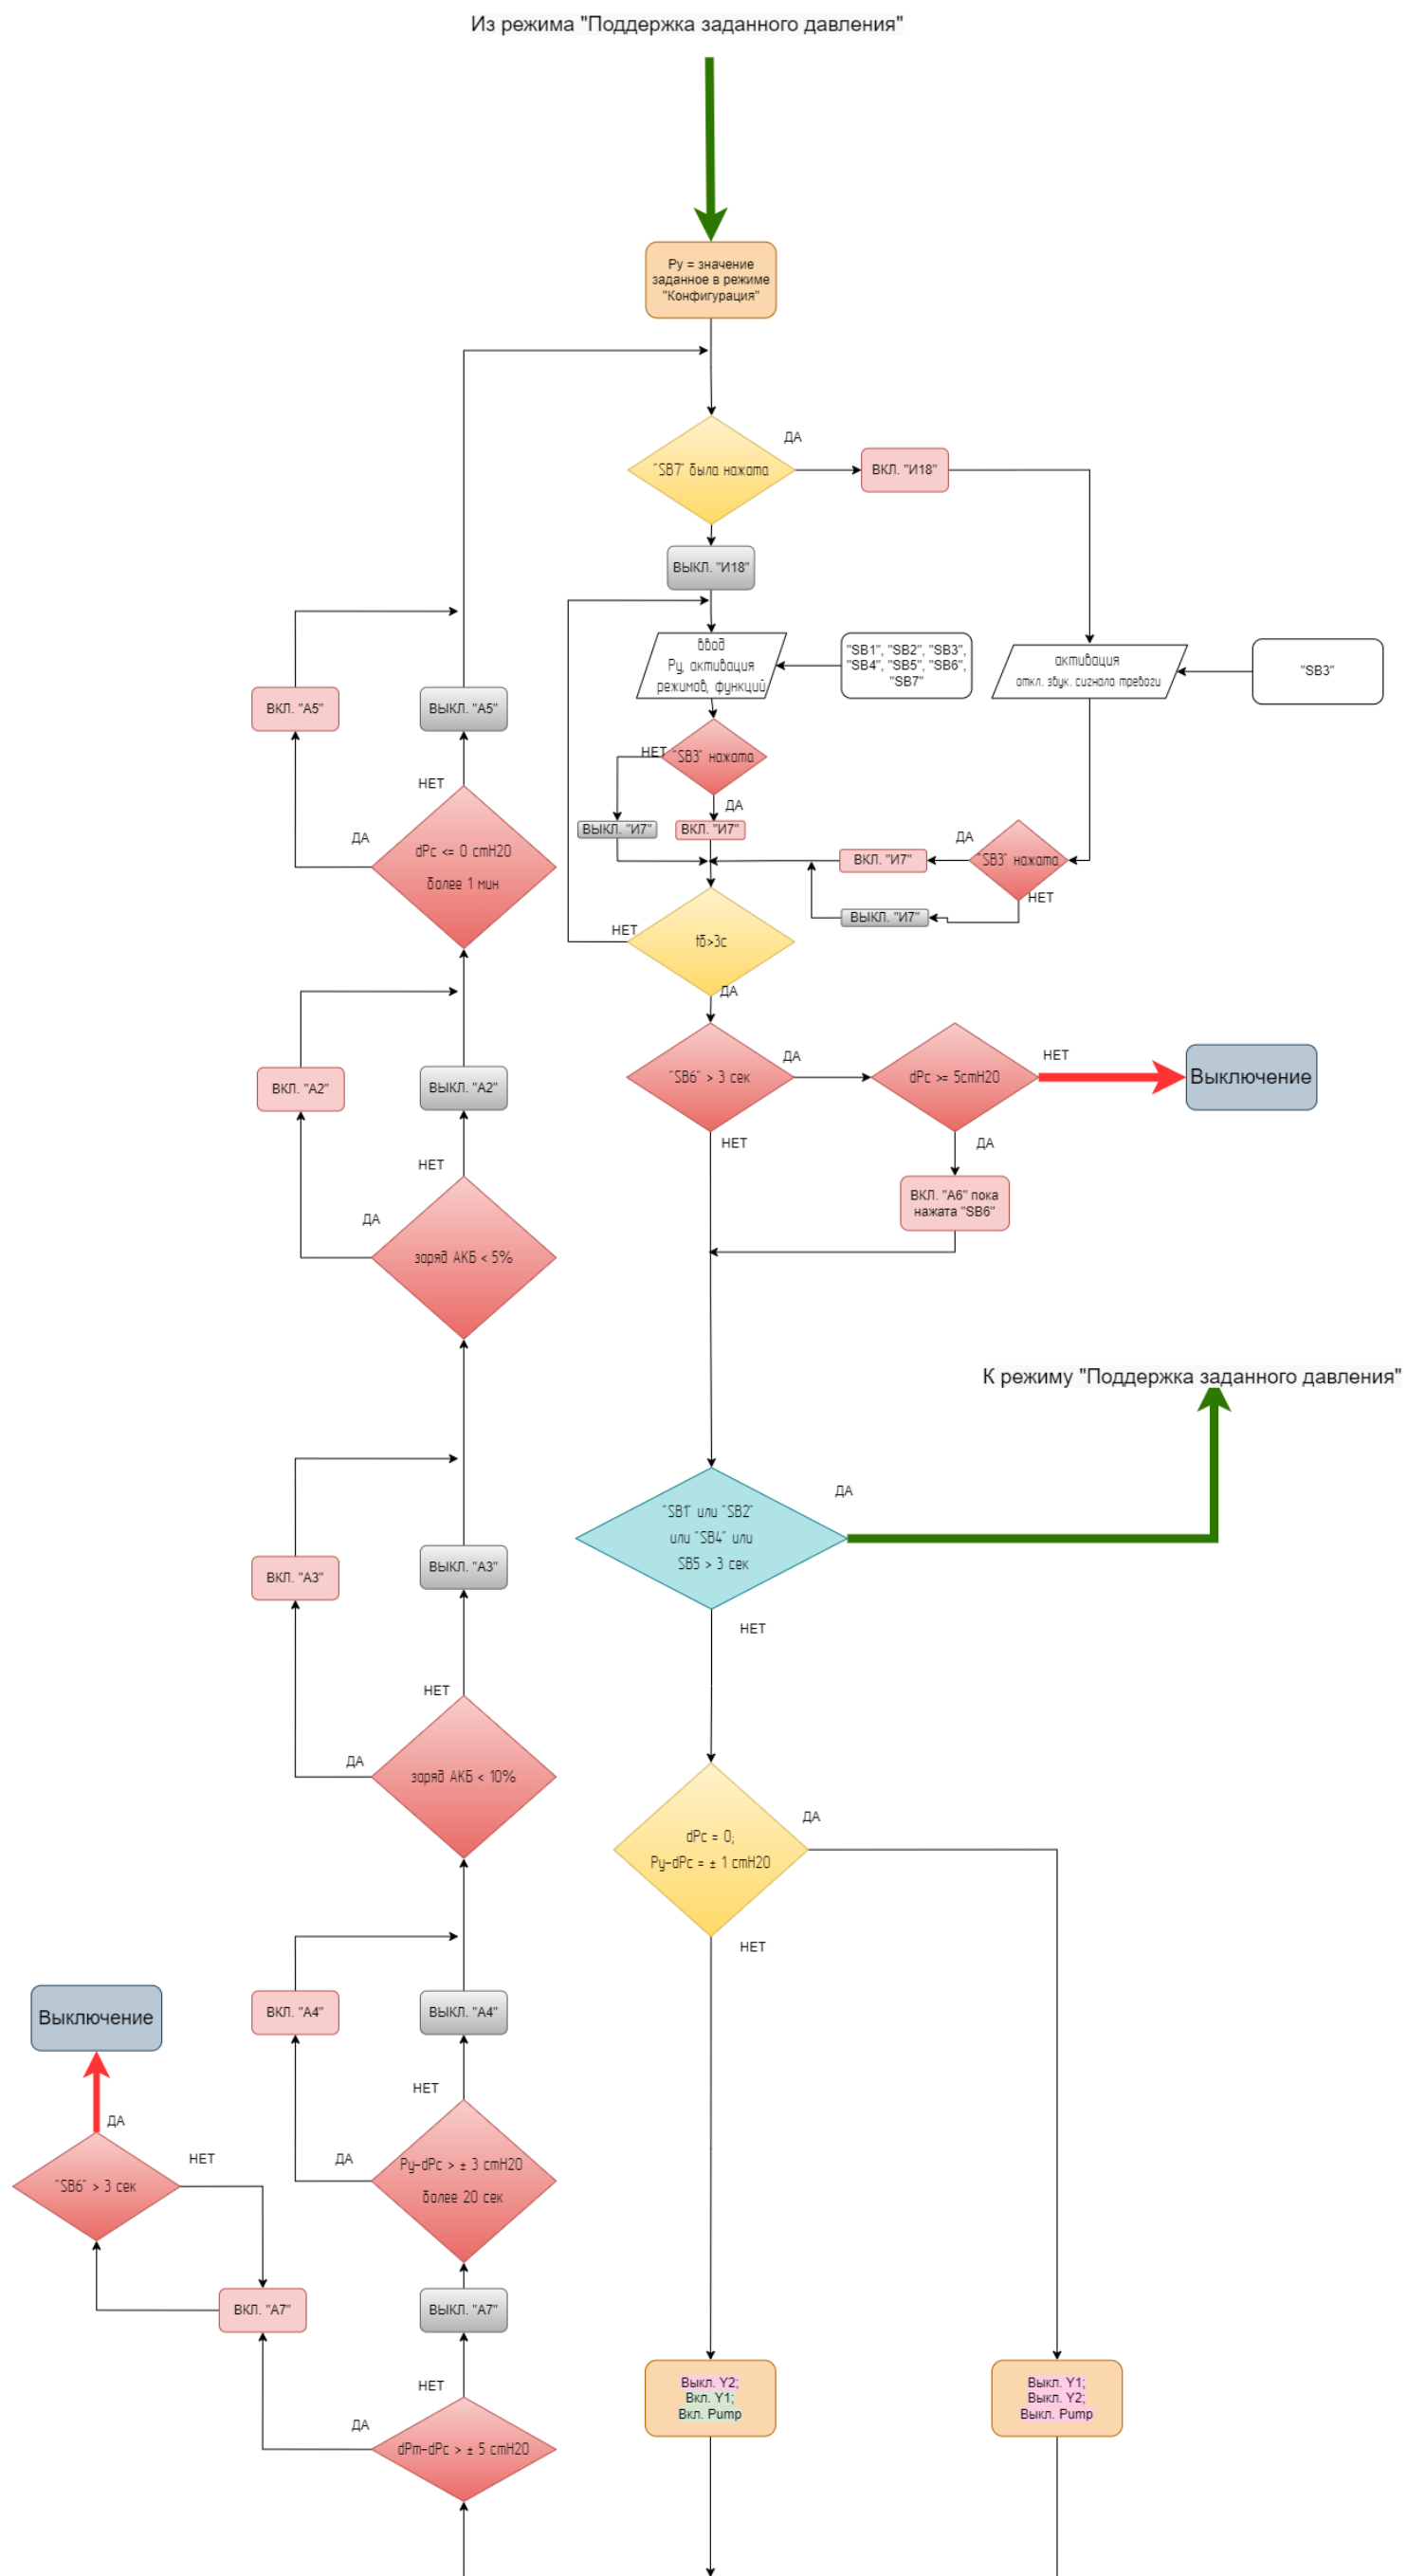 Из режима "Поддержка заданного давления"
Ру = значение
заданное в режиме
"Конфигурация"
"SB7" была нажата
ДА
ВКЛ. "И18"
ВЫКЛ. "И18"
ввод
Ру, активация
режимов, функций
"SB1", "SB2", "SB3",
"SB4", "SB5", "SB6",
"SB7"
активация
откл. звук. сигнала тревоги
"SB3"
"SB3" нажата
НЕТ
ДА
ВЫКЛ. "И7"
ВКЛ. "И7"
"SB3" нажата
ДА
НЕТ
ВКЛ. "И7"
ВЫКЛ. "И7"
tб>3с
НЕТ
ДА
"SB6" > 3 сек
ДА
НЕТ
dPc >= 5cmH2O
НЕТ
ДА
Выключение
ВКЛ. "А6" пока
нажата "SB6"
К режиму "Поддержка заданного давления"
"SB1" или "SB2"
или "SB4" или
SB5 > 3 сек
ДА
НЕТ
dPc = 0;
Ру-dPc = ± 1 cmH2O
ДА
НЕТ
Выкл. Y2;
Вкл. Y1;
Вкл. Pump
Выкл. Y1;
Выкл. Y2;
Выкл. Pump
ВКЛ. "А5"
ВЫКЛ. "А5"
НЕТ
ДА
dPc <= 0 cmH2O
более 1 мин
ВКЛ. "А2"
ВЫКЛ. "А2"
НЕТ
ДА
заряд АКБ < 5%
ВКЛ. "А3"
ВЫКЛ. "А3"
НЕТ
ДА
заряд АКБ < 10%
ВКЛ. "А4"
ВЫКЛ. "А4"
НЕТ
ДА
Ру-dPc > ± 3 cmH2O
более 20 сек
Выключение
ДА
НЕТ
"SB6" > 3 сек
ВКЛ. "А7"
ВЫКЛ. "А7"
НЕТ
ДА
dPm-dPc > ± 5 cmH2O